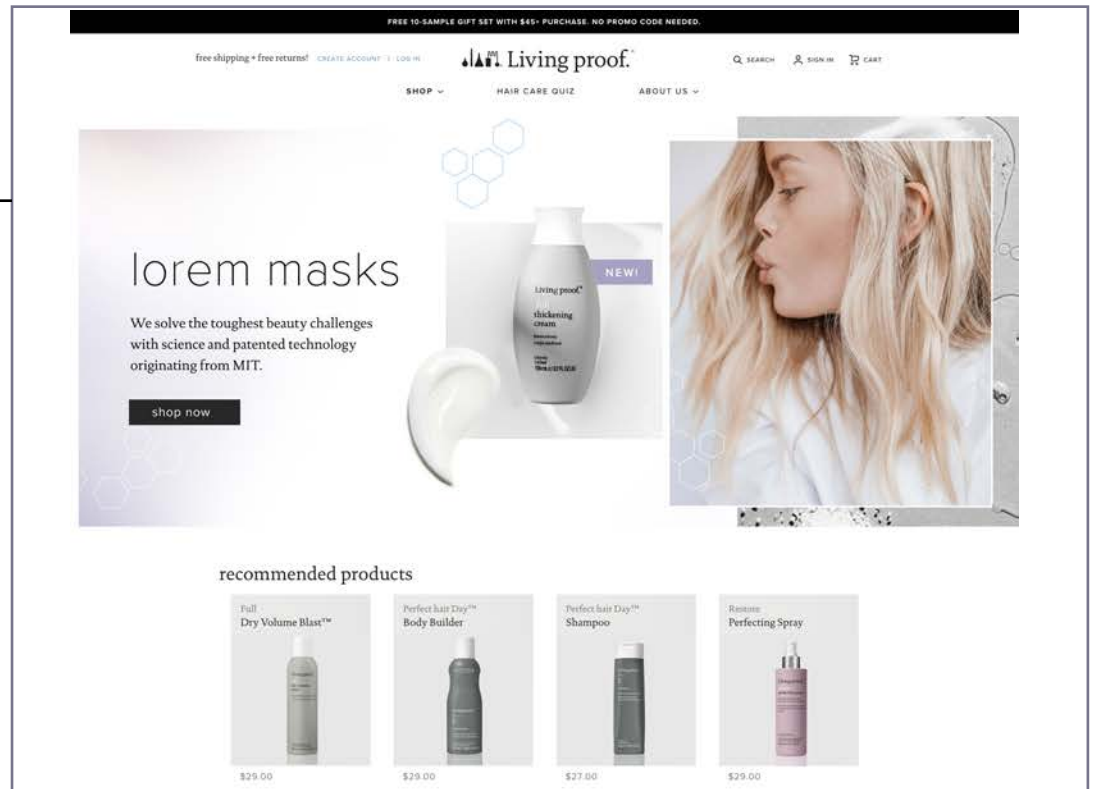 FREE 10-SAMPLE GIFT SET WITH $45+ PURCHASE. NO PROMO CODE NEEDED.
free shipping + free returns! CREATE ACCOUNT | LOG IN
Living proof.
SEARCH SIGN IN CART
SHOP HAIR CARE QUIZ ABOUT US
lorem masks
We solve the toughest beauty challenges
with science and patented technology
originating from MIT.
shop now
NEW!
Living proof.
thickening
cream
recommended products
Full
Dry Volume Blast™
$29.00
Perfect hair Day™
Body Builder
$29.00
Perfect hair Day™
Shampoo
$27.00
Restore
Perfecting Spray
$29.00